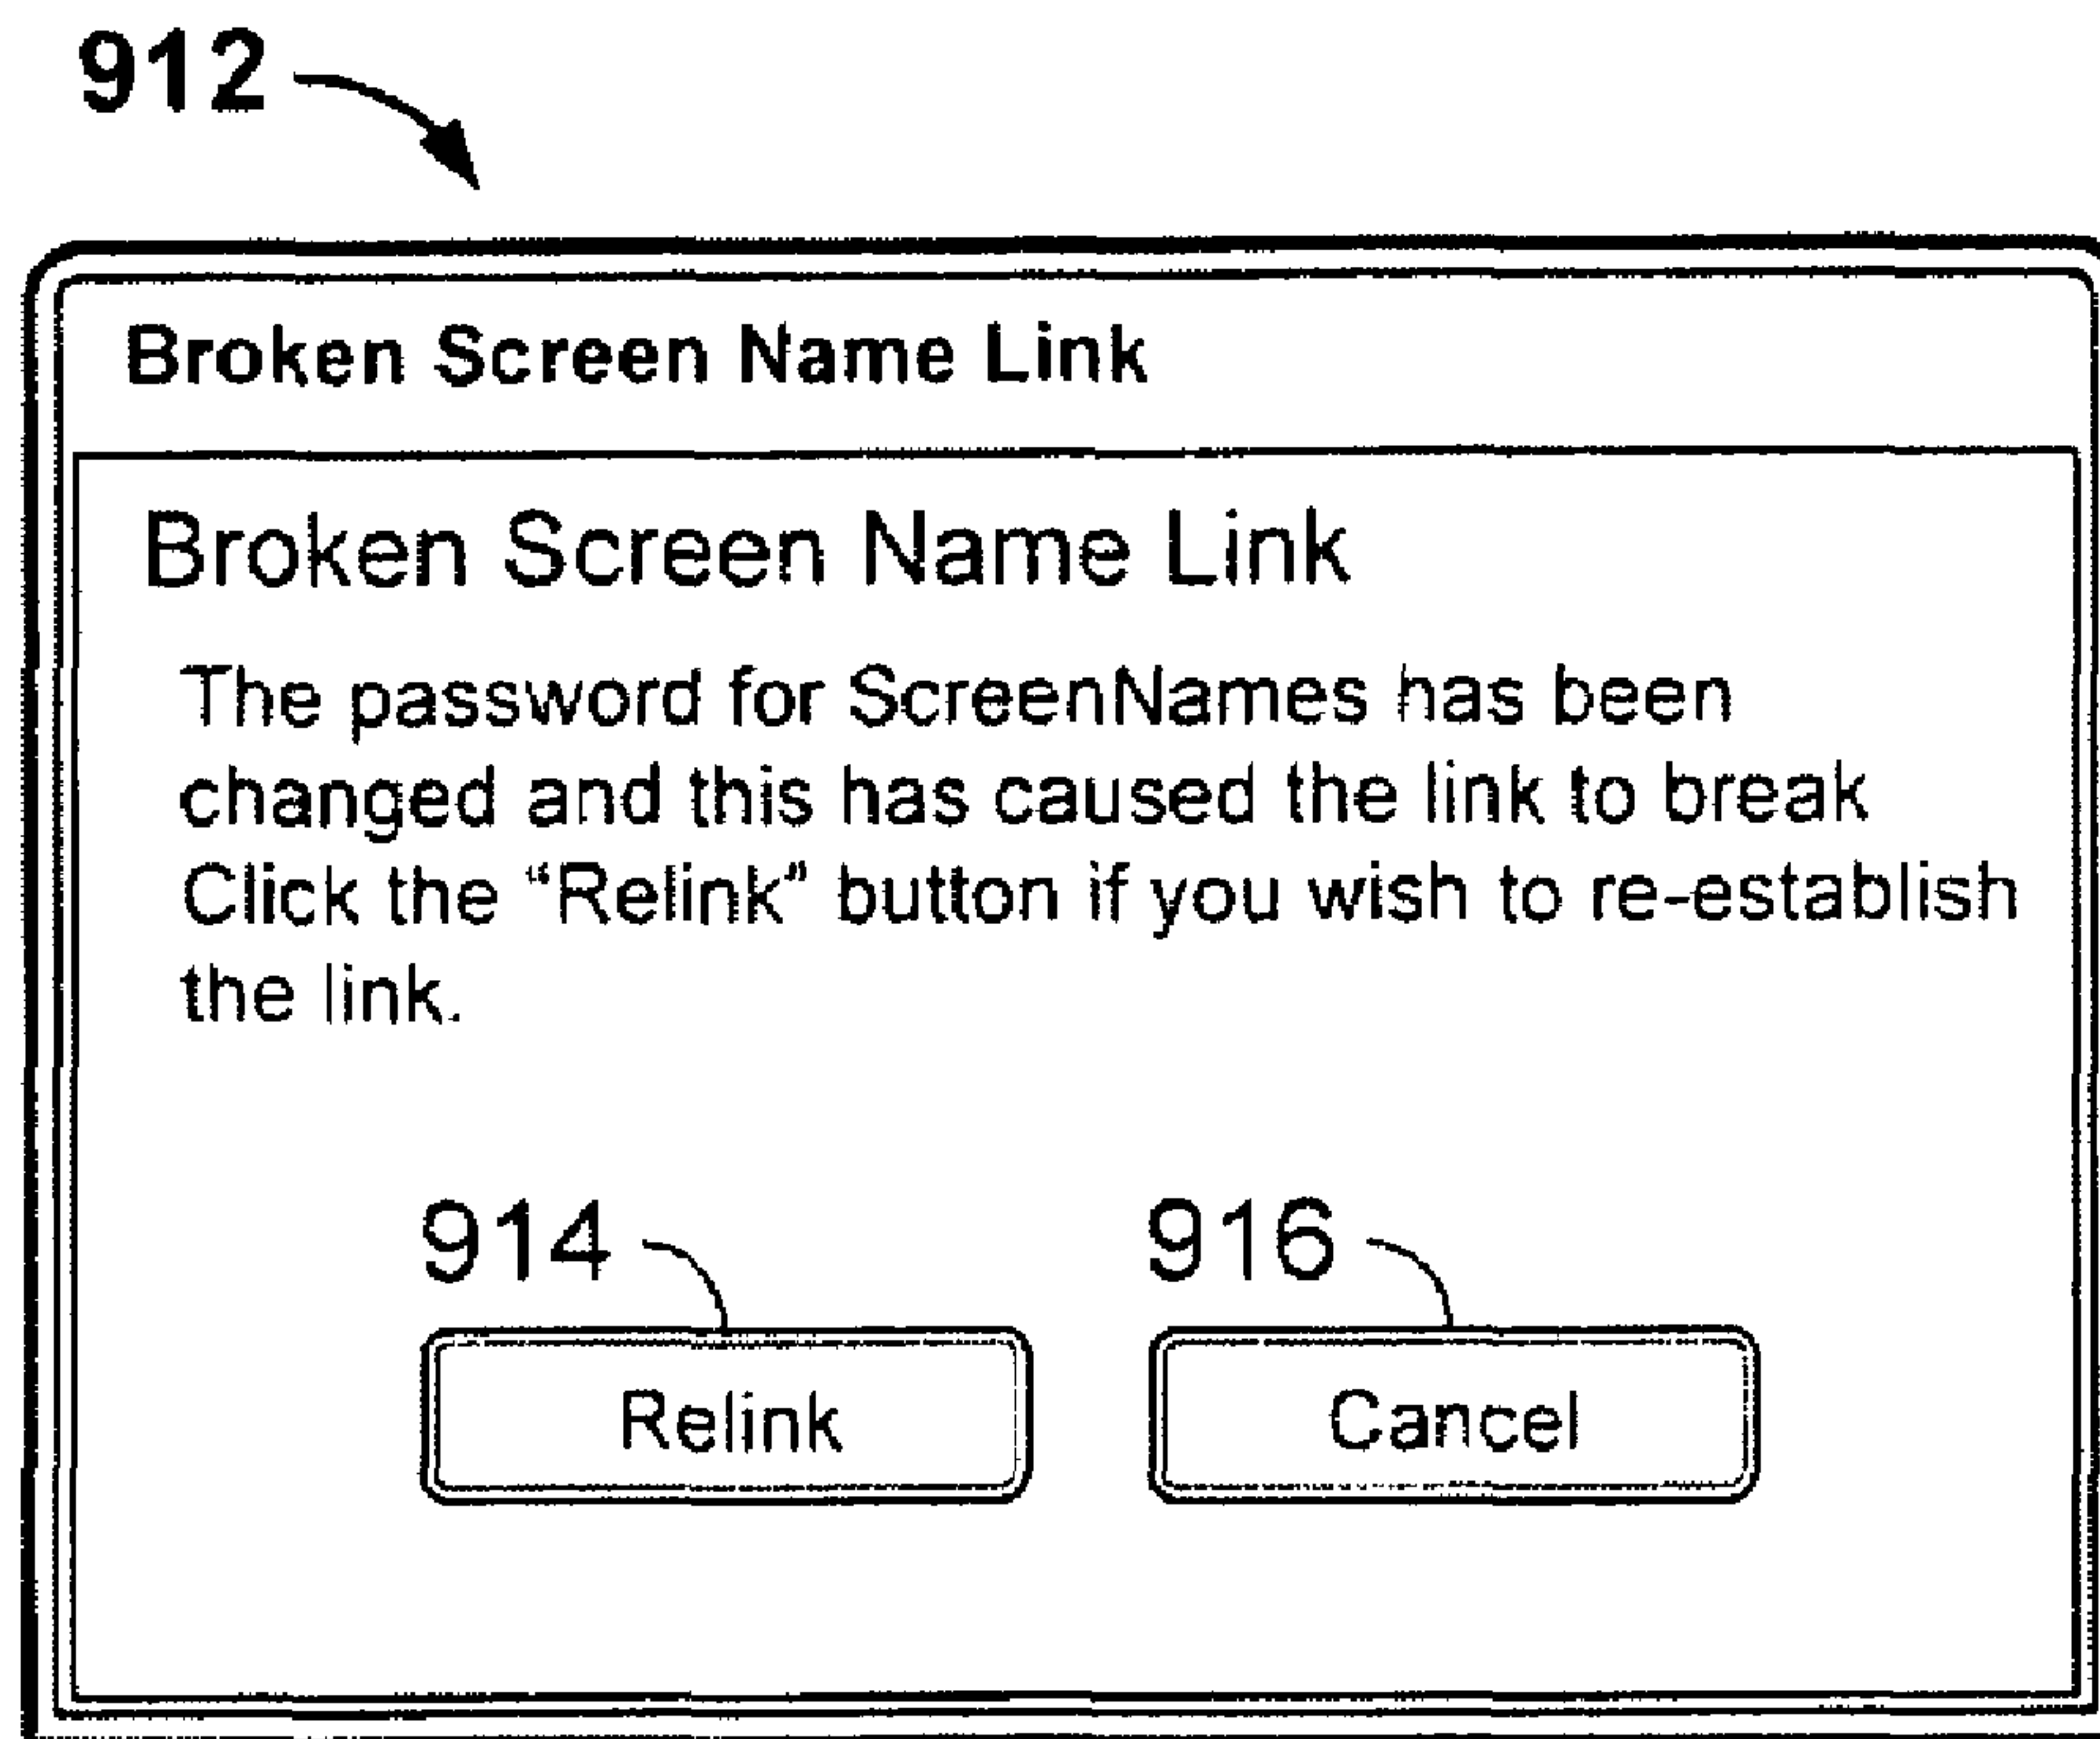 912
Broken Screen Name Link
Broken Screen Name Link
The password for ScreenNames has been
changed and this has caused the link to break
Click the “Relink” button if you wish to re-establish
the link.
914
916
Relink
Cancel